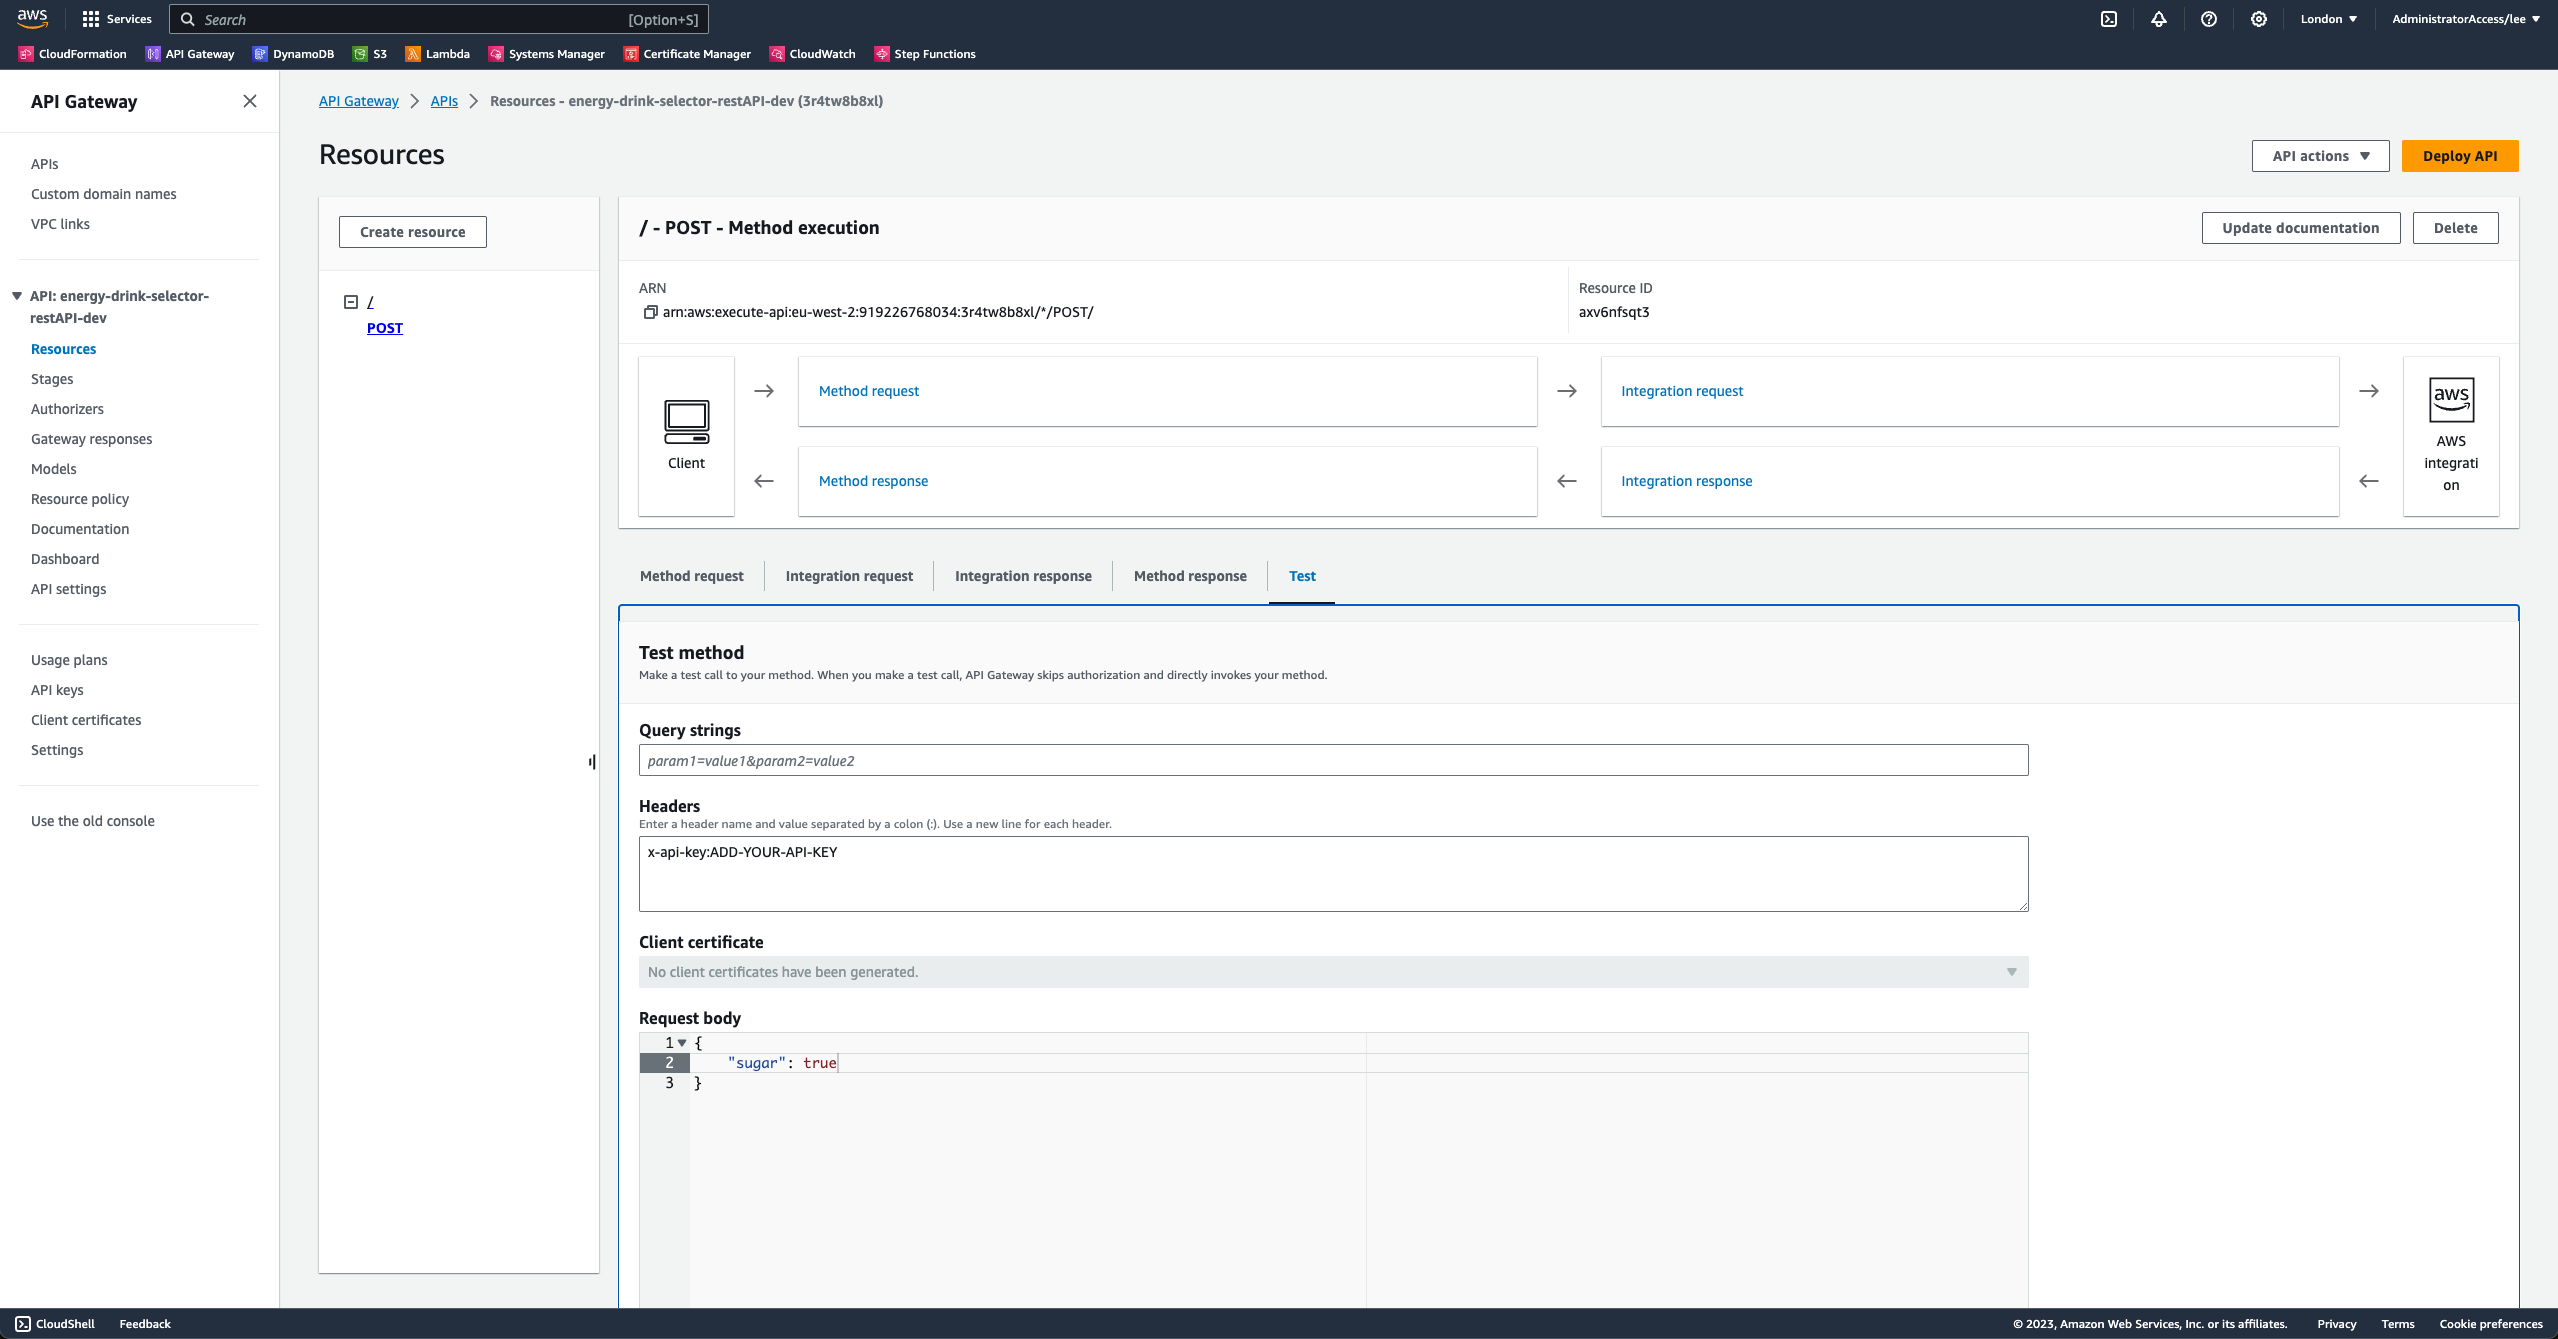 aws
Services
Search
[Option+S]
London
AdministratorAccess/lee
CloudFormation
API Gateway
DynamoDB
S3
Lambda
Systems Manager
Certificate Manager
CloudWatch
Step Functions
API Gateway
APIs
Custom domain names
VPC links
API: energy-drink-selector-
restAPI-dev
Resources
Stages
Authorizers
Gateway responses
Models
Resource policy
Documentation
Dashboard
API settings
Usage plans
API keys
Client certificates
Settings
Use the old console
API Gateway
APIs
Resources - energy-drink-selector-restAPI-dev (3r4tw8b8xl)
Resources
API actions
Deploy API
Create resource
/
POST
/ - POST - Method execution
Update documentation
Delete
ARN
arn:aws:execute-api:eu-west-2:919226768034:3r4tw8b8xl/*/POST/
Resource ID
axv6nfsqt3
Client
Method request
Integration request
Method response
Integration response
aws
AWS
integrati
on
Method request
Integration request
Integration response
Method response
Test
Test method
Make a test call to your method. When you make a test call, API Gateway skips authorization and directly invokes your method.
Query strings
param1=value1&param2=value2
Headers
Enter a header name and value separated by a colon (:). Use a new line for each header.
x-api-key:ADD-YOUR-API-KEY
Client certificate
No client certificates have been generated.
Request body
1 {
2 "sugar": true
3 }
CloudShell
Feedback
© 2023, Amazon Web Services, Inc. or its affiliates.
Privacy
Terms
Cookie preferences